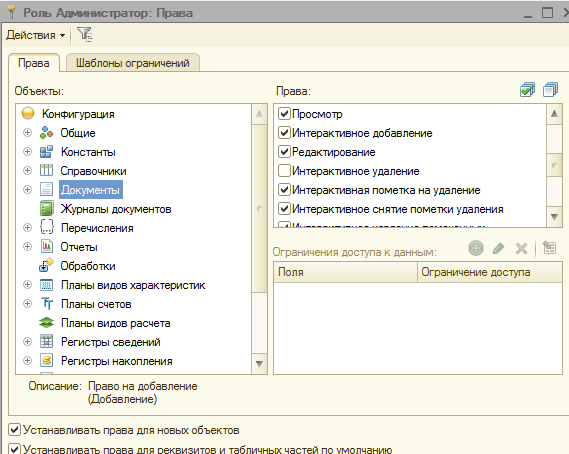 Роль Администратор: Права
Действия
Права
Шаблоны ограничений
Объекты:
Конфигурация
Общие
Константы
Справочники
Документы
Журналы документов
Перечисления
Отчеты
Обработки
Планы видов характеристик
Планы счетов
Планы видов расчета
Регистры сведений
Регистры накопления
Права:
Просмотр
Интерактивное добавление
Редактирование
Интерактивное удаление
Интерактивная пометка на удаление
Интерактивное снятие пометки удаления
Ограничения доступа к данным:
Поля
Ограничение доступа
Описание: Право на добавление
(Добавление)
Устанавливать права для новых объектов
Устанавливать права для реквизитов и табличных частей по умолчанию